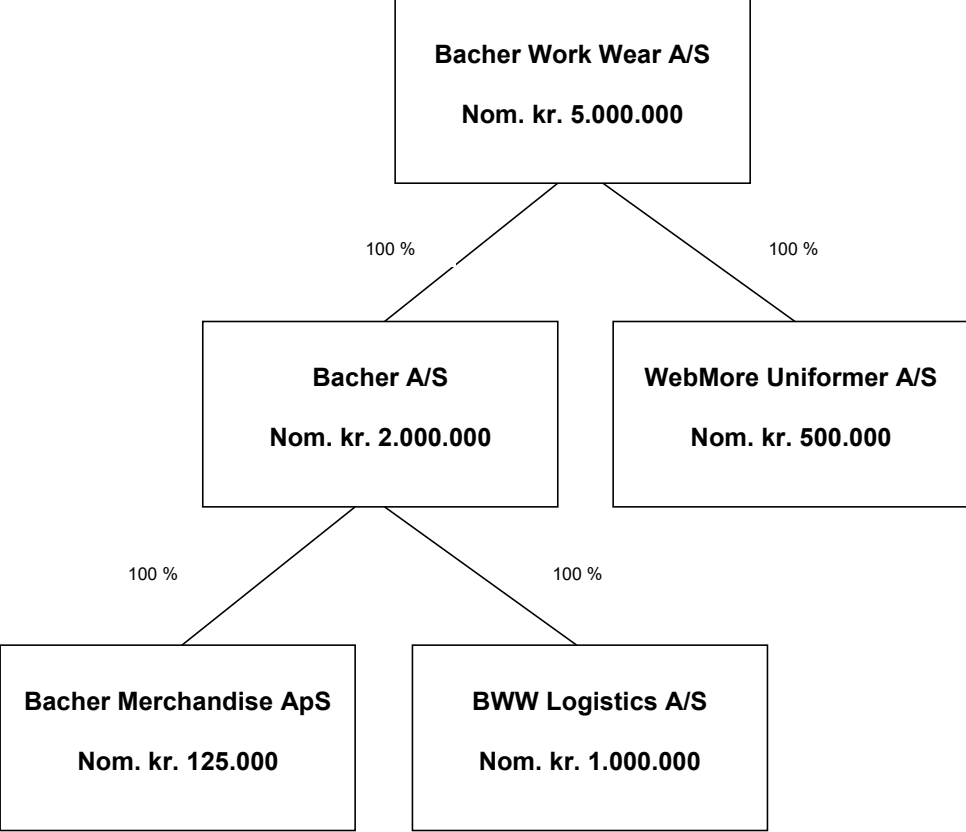 Bacher Work Wear A/S
Nom. kr. 5.000.000
100 %
100 %
Bacher A/S
Nom. kr. 2.000.000
WebMore Uniformer A/S
Nom. kr. 500.000
100 %
100 %
Bacher Merchandise ApS
Nom. kr. 125.000
BWW Logistics A/S
Nom. kr. 1.000.000